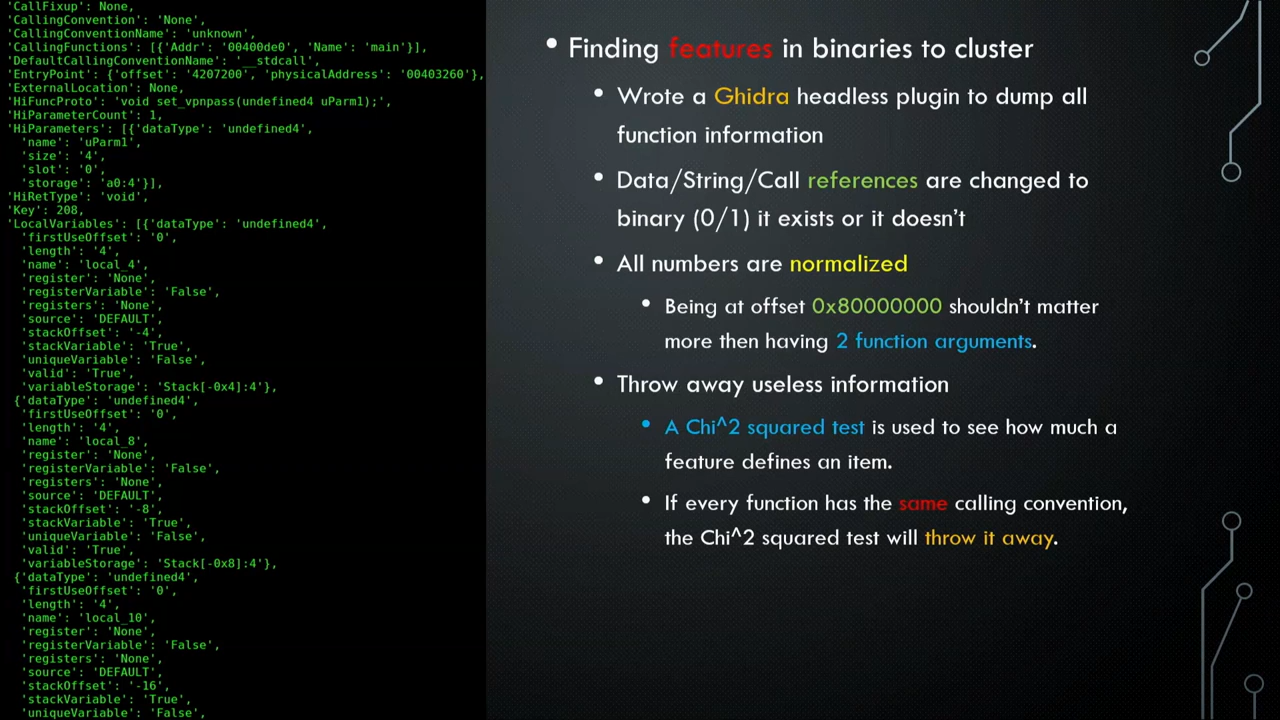 'CallFixup': None,
'CallingConvention': 'None',
'CallingConventionName': 'unknown',
'CallingFunctions': [{'Addr': '00400de0', 'Name': 'main'}],
'DefaultCallingConventionName': '__stdcall',
'EntryPoint': {'offset': '4207200', 'physicalAddress': '00403260'},
'ExternalLocation': None,
'HiFuncProto': 'void set_vpnpass(undefined4 uParm1);',
'HiParameterCount': 1,
'HiParameters': [{'dataType': 'undefined4',
'name': 'uParm1',
'size': '4',
'slot': '0',
'storage': 'a0:4'}],
'HiRetType': 'void',
'Key': 208,
'LocalVariables': [{'dataType': 'undefined4',
'firstUseOffset': '0',
'length': '4',
'name': 'local_4',
'register': 'None',
'registerVariable': 'False',
'registers': 'None',
'source': 'DEFAULT',
'stackOffset': '-4',
'stackVariable': 'True',
'uniqueVariable': 'False',
'valid': 'True',
'variableStorage': 'Stack[-0x4]:4'},
{'dataType': 'undefined4',
'firstUseOffset': '0',
'length': '4',
'name': 'local_8',
'register': 'None',
'registerVariable': 'False',
'registers': 'None',
'source': 'DEFAULT',
'stackOffset': '-8',
'stackVariable': 'True',
'uniqueVariable': 'False',
'valid': 'True',
'variableStorage': 'Stack[-0x8]:4'},
{'dataType': 'undefined4',
'firstUseOffset': '0',
'length': '4',
'name': 'local_10',
'register': 'None',
'registerVariable': 'False',
'registers': 'None',
'source': 'DEFAULT',
'stackOffset': '-16',
'stackVariable': 'True',
'uniqueVariable': 'False',
• Finding features in binaries to cluster
• Wrote a Ghidra headless plugin to dump all
function information
• Data/String/Call references are changed to
binary (0/1) it exists or it doesn't
• All numbers are normalized
• Being at offset 0x80000000 shouldn't matter
more then having 2 function arguments.
• Throw away useless information
• A Chi^2 squared test is used to see how much a
feature defines an item.
• If every function has the same calling convention,
the Chi^2 squared test will throw it away.